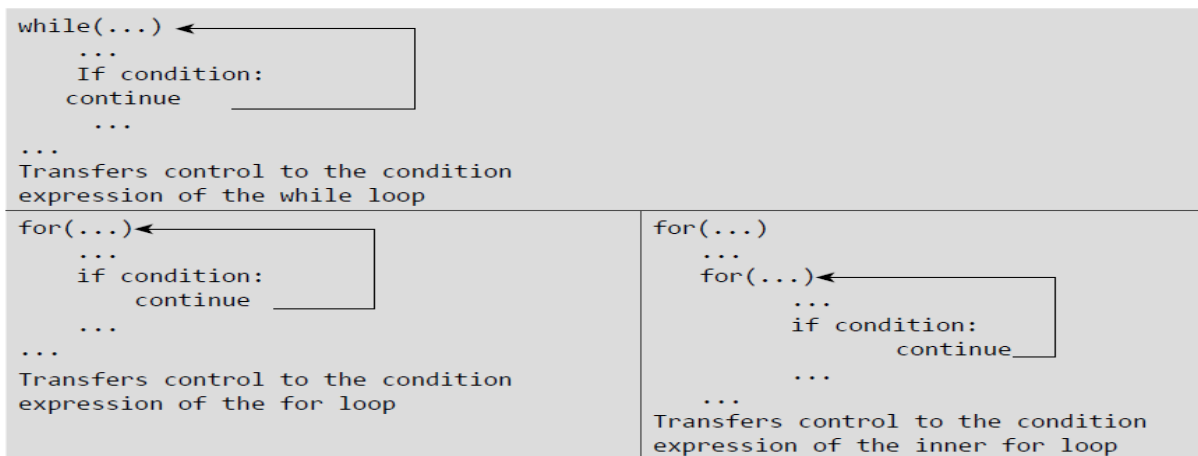 while(...)
...
If condition:
continue
...
...
Transfers control to the condition
expression of the while loop
for(...)
...
if condition:
continue
...
...
Transfers control to the condition
expression of the for loop
for(...)
...
for(...)
...
if condition:
continue
...
...
Transfers control to the condition
expression of the inner for loop